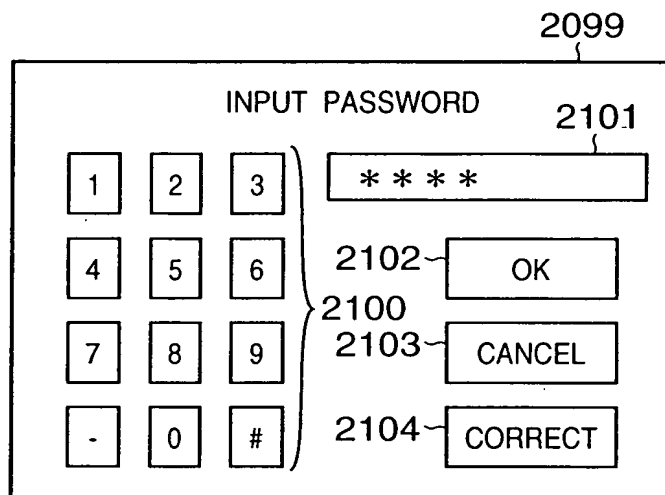 2099
INPUT PASSWORD
2101
1 2 3
* * * *
4 5 6
2102
OK
2100
7 8 9
2103
CANCEL
- 0 #
2104
CORRECT